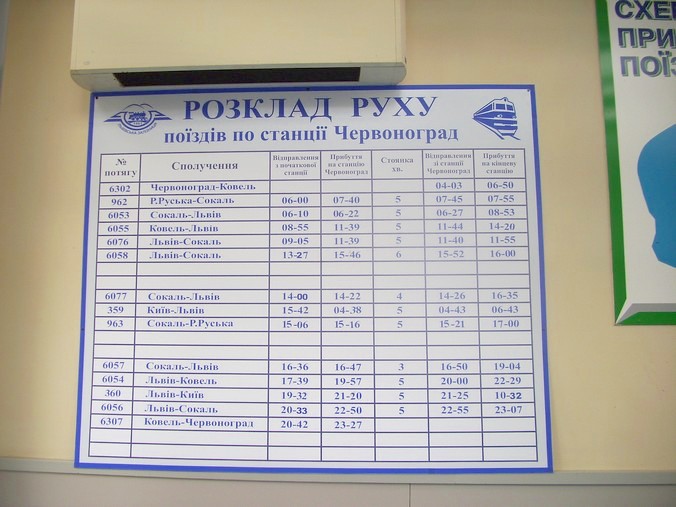 РОЗКЛАД РУХУ
поїздів по станції Червоноград
№ потягу Сполучення Відправлення з початкової станції Прибуття на станцію Червоноград Стоянка хв. Відправлення зі станції Червоноград Прибуття на кінцеву станцію
6302 Червоноград-Ковель 04-03 06-50
962 Р.Руська-Сокаль 06-00 07-40 5 07-45 07-55
6053 Сокаль-Львів 06-10 06-22 5 06-27 08-53
6055 Ковель-Львів 08-55 11-39 5 11-44 14-20
6076 Львів-Сокаль 09-05 11-39 5 11-40 11-55
6058 Львів-Сокаль 13-27 15-46 6 15-52 16-00
6077 Сокаль-Львів 14-00 14-22 4 14-26 16-35
359 Київ-Львів 15-42 04-38 5 04-43 06-43
963 Сокаль-Р.Руська 15-06 15-16 5 15-21 17-00
6057 Сокаль-Львів 16-36 16-47 3 16-50 19-04
6054 Львів-Ковель 17-39 19-57 5 20-00 22-29
360 Львів-Київ 19-32 21-20 5 21-25 10-32
6056 Львів-Сокаль 20-33 22-50 5 22-55 23-07
6307 Ковель-Червоноград 20-42 23-27
СХЕ
ПРИ
ПОЇЗ